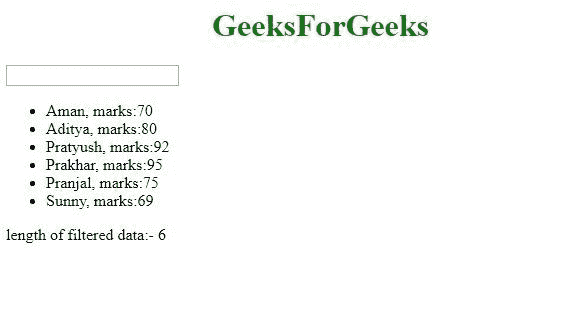 GeeksForGeeks
Aman, marks:70
Aditya, marks:80
Pratyush, marks:92
Prakhar, marks:95
Pranjal, marks:75
Sunny, marks:69
length of filtered data:- 6